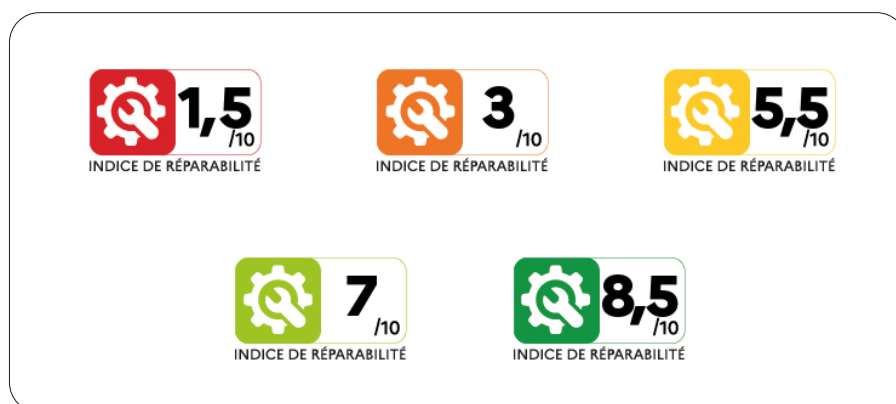 1,5
/10
INDICE DE RÉPARABILITÉ
3
/10
INDICE DE RÉPARABILITÉ
5,5
/10
INDICE DE RÉPARABILITÉ
7
/10
INDICE DE RÉPARABILITÉ
8,5
/10
INDICE DE RÉPARABILITÉ